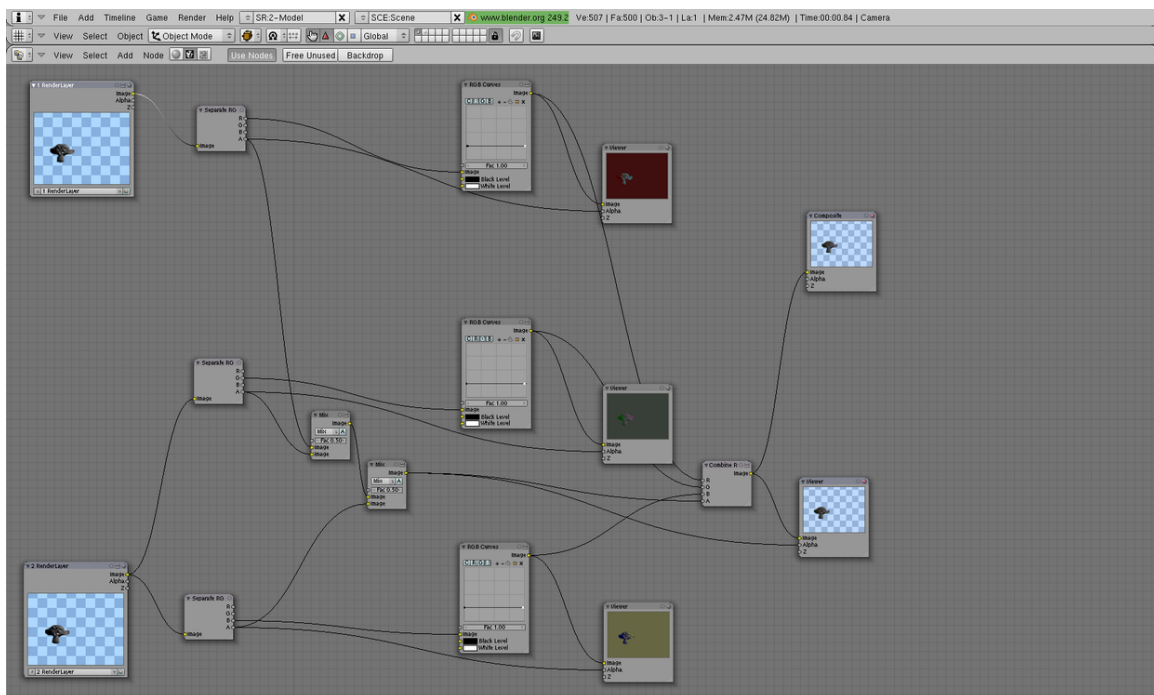 File Add Timeline Game Render Help SR:2-Model X SCE:Scene X www.blender.org 249.2 Ve:507 | Fa:500 | Ob:3-1 | La:1 | Mem:2.47M (24.82M) | Time:00:00.84 | Camera
View Select Object Object Mode Global
View Select Add Node Use Nodes Free Unused Backdrop
1 RenderLayer
Image
Alpha
Z
1 RenderLayer
Separate RG
R
G
B
A
Image
RGB Curves
Image
Fac 1.00
Image
Black Level
White Level
Viewer
Image
Alpha
Z
Composite
Image
Alpha
Z
Separate RG
R
G
B
A
Image
RGB Curves
Image
Fac 1.00
Image
Black Level
White Level
Viewer
Image
Alpha
Z
Mix
Image
Mix A
Fac 0.50
Image
Image
Mix
Image
Mix A
Fac 0.50
Image
Image
Combine R
Image
R
G
B
A
Viewer
Image
Alpha
Z
2 RenderLayer
Image
Alpha
Z
2 RenderLayer
Separate RG
R
G
B
A
Image
RGB Curves
Image
Fac 1.00
Image
Black Level
White Level
Viewer
Image
Alpha
Z